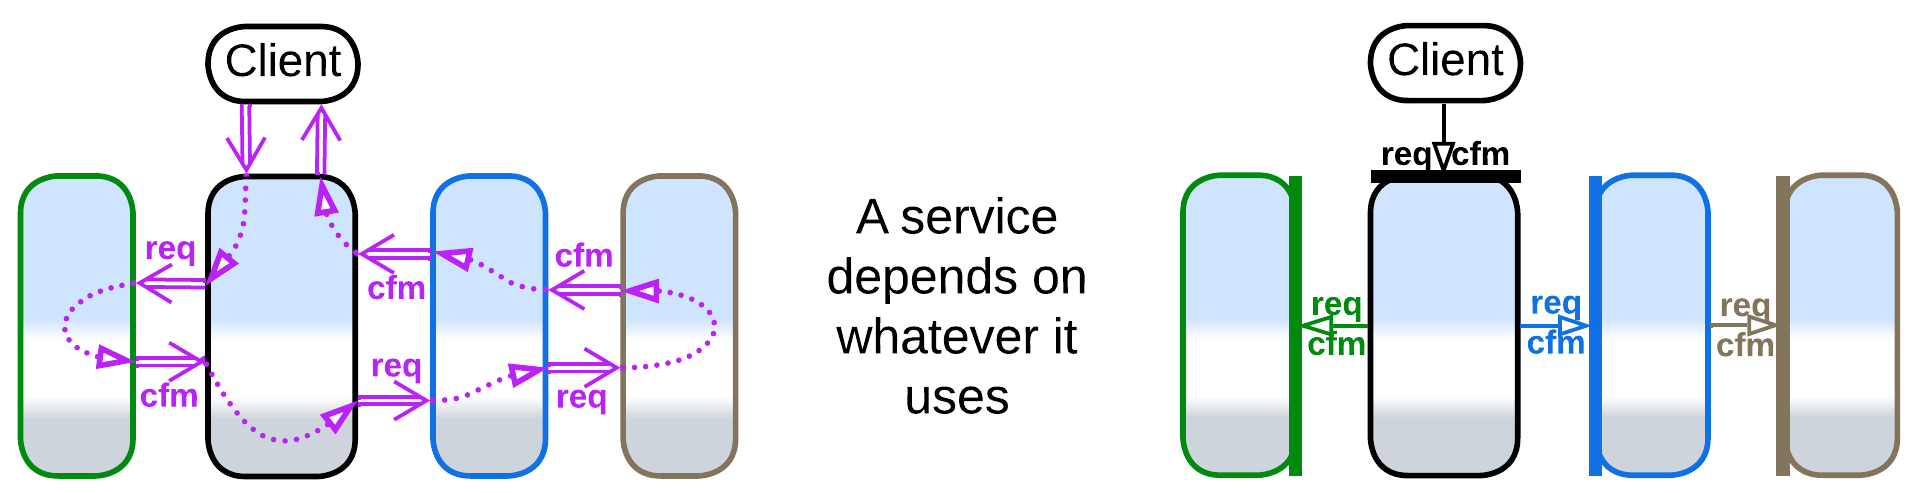 Client
req
cfm
cfm
cfm
req
req
A service
depends on
whatever it
uses
Client
req cfm
req
cfm
req
cfm
req
cfm